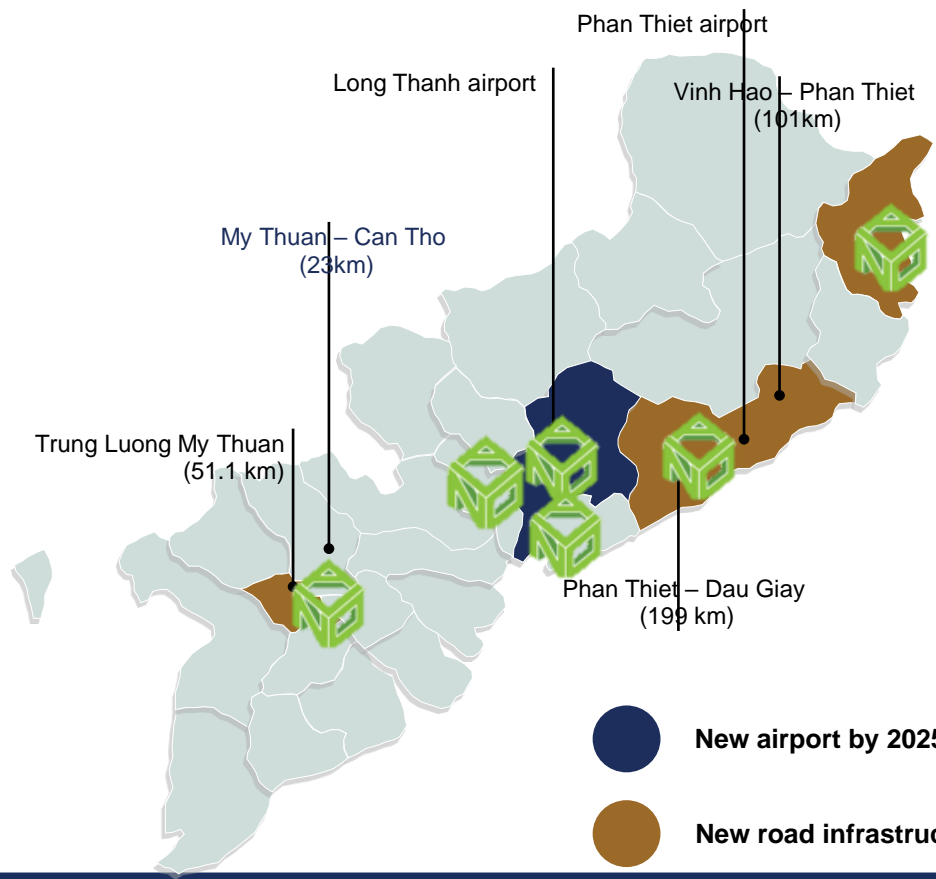 Phan Thiet airport
Long Thanh airport
Vinh Hao – Phan Thiet
(101km)
My Thuan – Can Tho
(23km)
Trung Luong My Thuan
(51.1 km)
Phan Thiet – Dau Giay
(199 km)
New airport by 2025
New road infrastruc